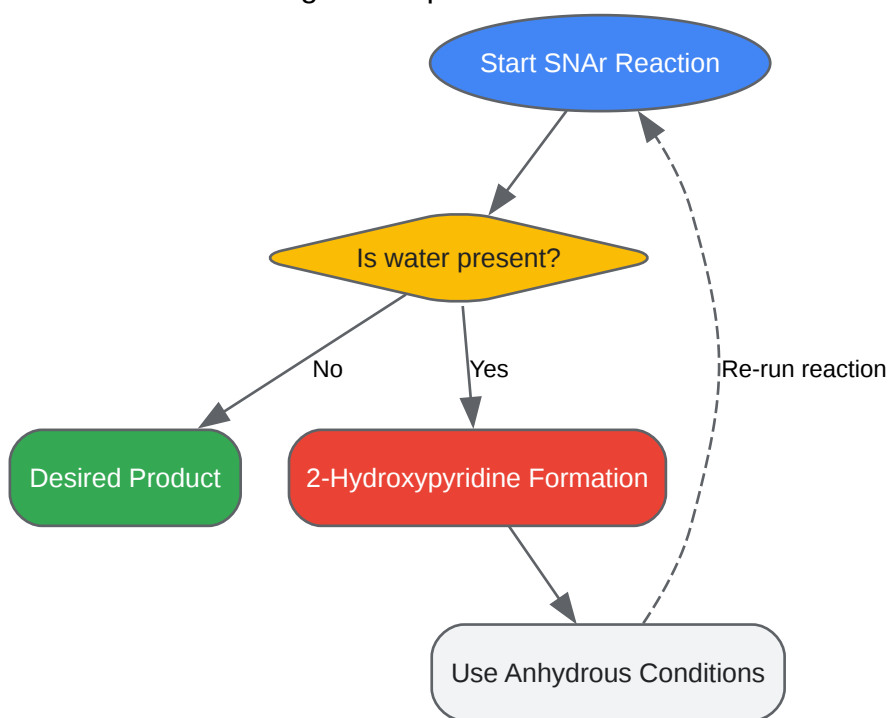 Start SNAr Reaction
Is water present?
No
Yes
Re-run reaction
Desired Product
2-Hydroxypyridine Formation
Use Anhydrous Conditions